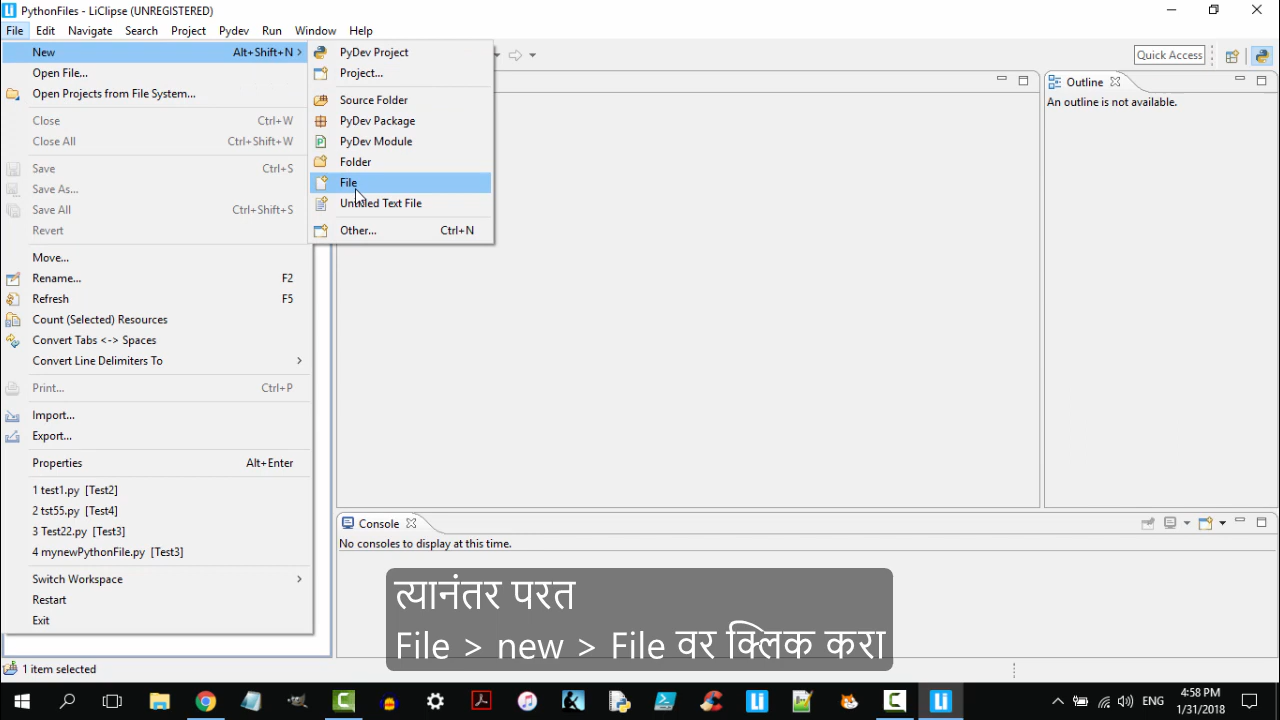 PythonFiles - LiClipse (UNREGISTERED)
File Edit Navigate Search Project Pydev Run Window Help
New Alt+Shift+N
Open File...
Open Projects from File System...
Close Ctrl+W
Close All Ctrl+Shift+W
Save Ctrl+S
Save As...
Save All Ctrl+Shift+S
Revert
Move...
Rename... F2
Refresh F5
Count (Selected) Resources
Convert Tabs <-> Spaces
Convert Line Delimiters To
Print... Ctrl+P
Import...
Export...
Properties Alt+Enter
1 test1.py [Test2]
2 tst55.py [Test4]
3 Test22.py [Test3]
4 mynewPythonFile.py [Test3]
Switch Workspace
Restart
Exit
PyDev Project
Project...
Source Folder
PyDev Package
PyDev Module
Folder
File
Untitled Text File
Other... Ctrl+N
Quick Access
Outline
An outline is not available.
Console
No consoles to display at this time.
त्यानंतर परत
File > new > File वर क्लिक करा
1 item selected
ENG
4:58 PM
1/31/2018